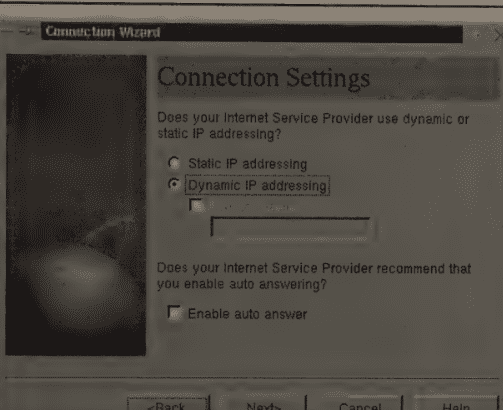 Connection Wizard
Connection Settings
Does your Internet Service Provider use dynamic or
static IP addressing?
Static IP addressing
Dynamic IP addressing
Does your Internet Service Provider recommend that
you enable auto answering?
Enable auto answer
<Back
Next>
Cancel
Help